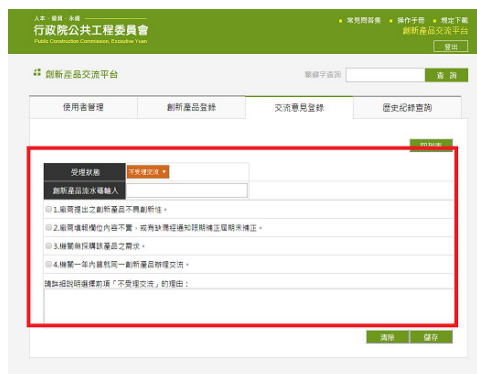 人本·優質·永續
行政院公共工程委員會
Public Construction Commission, Executive Yuan
常見問答集 操作手冊 規定下載
創新產品交流平台
登出
創新產品交流平台
關鍵字查詢
查 詢
使用者管理 創新產品登錄 交流意見登錄 歷史紀錄查詢
回列表
受理狀態 不受理交流
創新產品流水碼輸入
1.廠商提出之創新產品不具創新性。
2.廠商填報欄位內容不實，或有缺漏經通知限期補正屆期未補正。
3.機關無採購該產品之需求。
4.機關一年內曾就同一創新產品辦理交流。
請詳細說明選擇前項「不受理交流」的理由：
清除 儲存